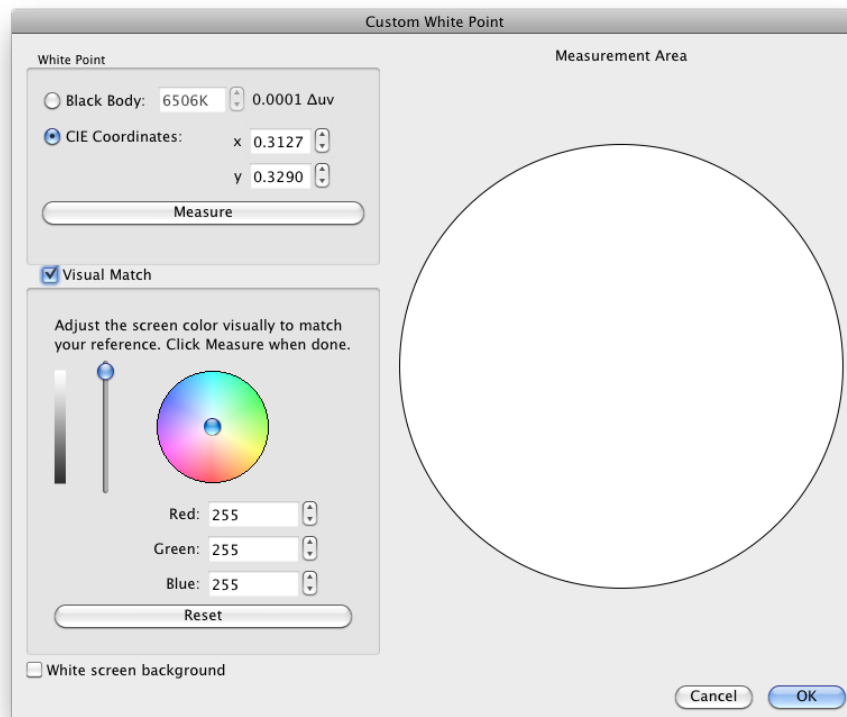 Custom White Point
White Point
Measurement Area
Black Body: 6506K 0.0001 Δuv
CIE Coordinates: x 0.3127
y 0.3290
Measure
Visual Match
Adjust the screen color visually to match
your reference. Click Measure when done.
Red: 255
Green: 255
Blue: 255
Reset
White screen background
Cancel OK